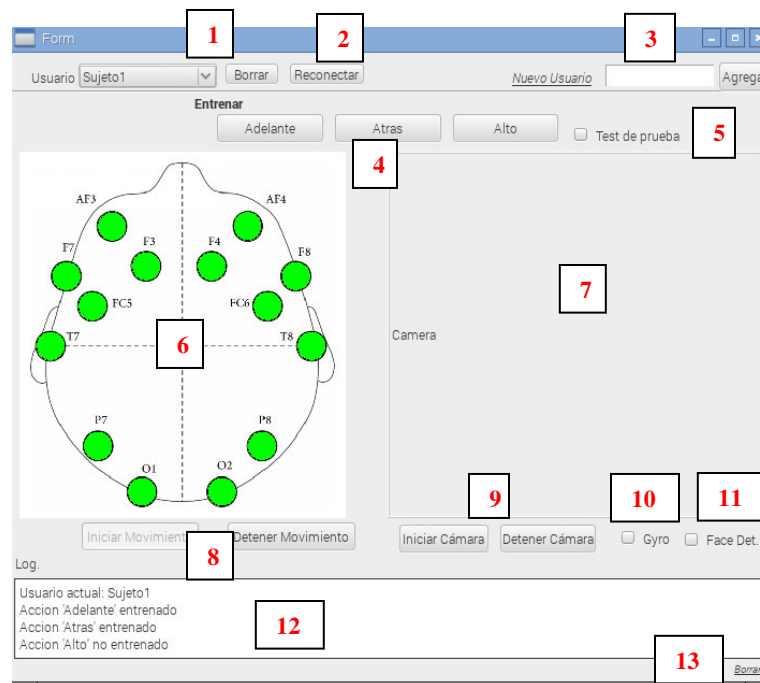 1
2
3
Form
Usuario Sujeto1 Borrar Reconectar Nuevo Usuario Agrega
Entrenar
Adelante Atras Alto Test de prueba 5
4
AF3 AF4
F7 F3 F4 F8
FC5 FC6
7
T7 6 T8
Camera
P7 P8
O1 O2
9 10 11
Iniciar Movimient Detener Movimiento Iniciar Cámara Detener Cámara Gyro Face Det.
8
Log.
Usuario actual: Sujeto1
Accion 'Adelante' entrenado
Accion 'Atras' entrenado
Accion 'Alto' no entrenado
12
13 Borrar